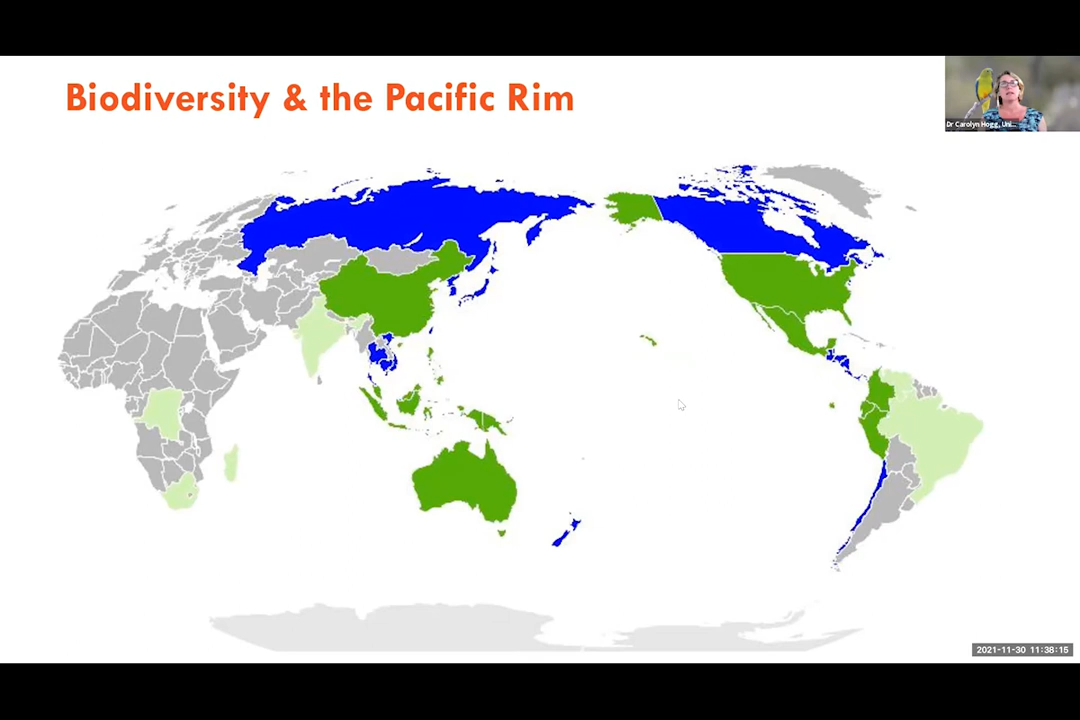 Biodiversity & the Pacific Rim
Dr Carolyn Hogg, Uni...
2021-11-30 11:38:15